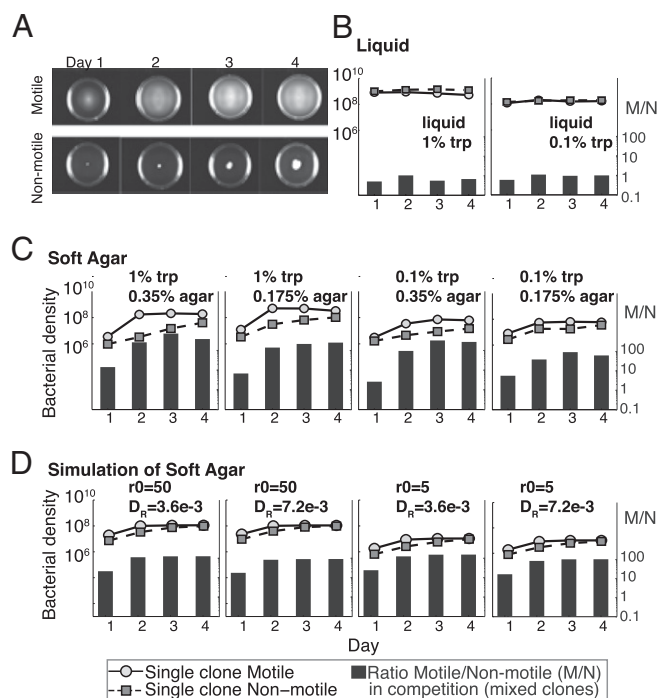 A
Day 1 2 3 4
Motile
Non-motile
B
Liquid
10^10
10^8
10^6
liquid
1% trp
liquid
0.1% trp
M/N
100
10
1
0.1
1 2 3 4 1 2 3 4
C
Soft Agar
1% trp
0.35% agar
1% trp
0.175% agar
0.1% trp
0.35% agar
0.1% trp
0.175% agar
Bacterial density
10^10
10^8
10^6
M/N
100
10
1
0.1
1 2 3 4 1 2 3 4 1 2 3 4 1 2 3 4
D
Simulation of Soft Agar
r0=50
D_R=3.6e-3
r0=50
D_R=7.2e-3
r0=5
D_R=3.6e-3
r0=5
D_R=7.2e-3
Bacterial density
10^10
10^8
10^6
M/N
100
10
1
0.1
1 2 3 4 1 2 3 4 1 2 3 4 1 2 3 4
Day
Single clone Motile
Single clone Non-motile
Ratio Motile/Non-motile (M/N)
in competition (mixed clones)